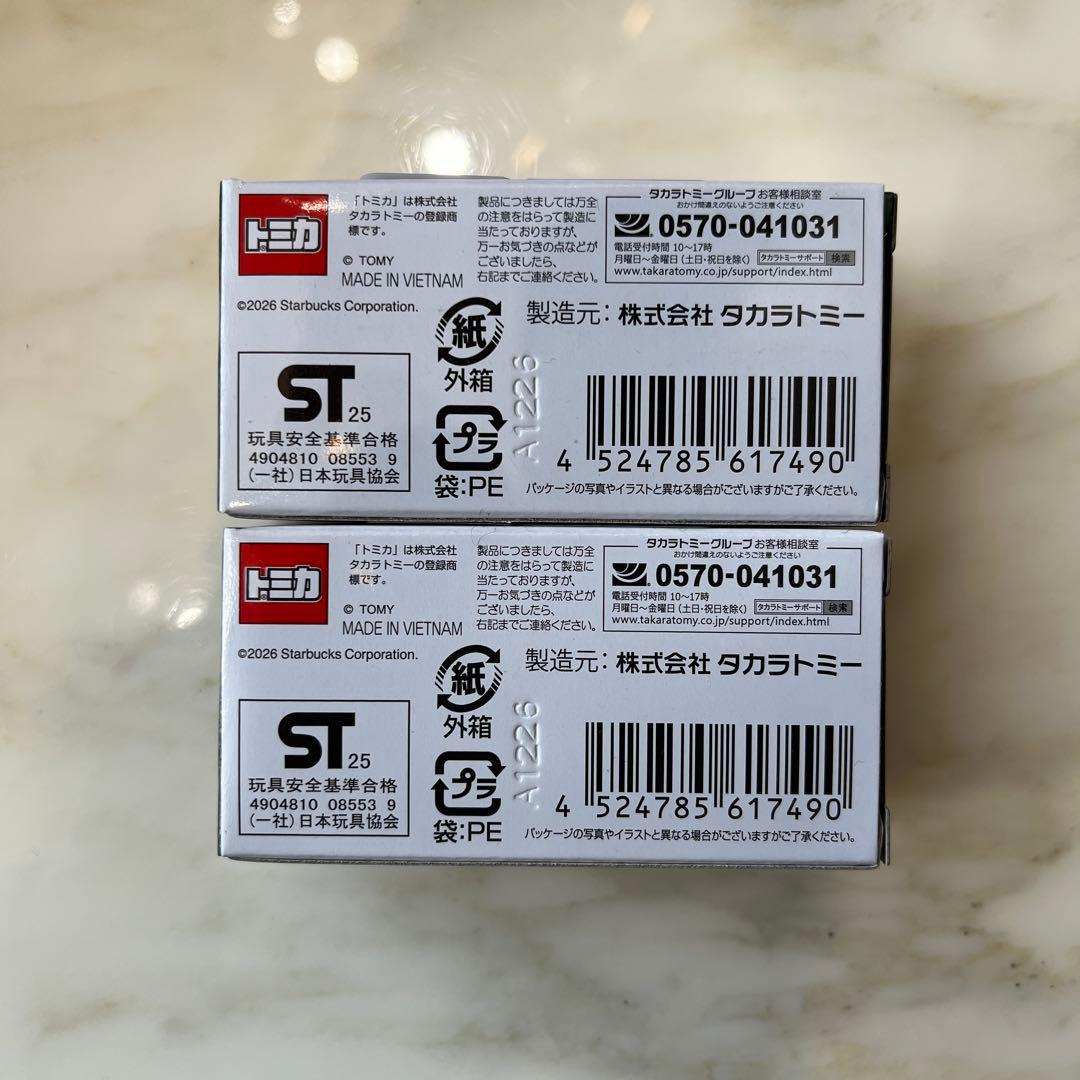 トミカ
「トミカ」は株式会社
タカラトミーの登録商
標です。
© TOMY
MADE IN VIETNAM
製品につきましては万全
の注意をはらって製造に
当たっておりますが、
万一お気づきの点などが
ございましたら、
右記までご連絡ください。
タカラトミーグループ お客様相談室
おかけ間違えのないようご注意ください
0570-041031
電話受付時間 10〜17時
月曜日〜金曜日(土日・祝日を除く) タカラトミーサポート 検索
www.takaratomy.co.jp/support/index.html
©2026 Starbucks Corporation.
紙
外箱
製造元:株式会社 タカラトミー
ST 25
玩具安全基準合格
4904810 08553 9
(一社)日本玩具協会
プラ
袋:PE
A1226
4 524785 617490
パッケージの写真やイラストと異なる場合がございますがご了承ください。
トミカ
「トミカ」は株式会社
タカラトミーの登録商
標です。
© TOMY
MADE IN VIETNAM
製品につきましては万全
の注意をはらって製造に
当たっておりますが、
万一お気づきの点などが
ございましたら、
右記までご連絡ください。
タカラトミーグループ お客様相談室
おかけ間違えのないようご注意ください
0570-041031
電話受付時間 10〜17時
月曜日〜金曜日(土日・祝日を除く) タカラトミーサポート 検索
www.takaratomy.co.jp/support/index.html
©2026 Starbucks Corporation.
紙
外箱
製造元:株式会社 タカラトミー
ST 25
玩具安全基準合格
4904810 08553 9
(一社)日本玩具協会
プラ
袋:PE
A1226
4 524785 617490
パッケージの写真やイラストと異なる場合がございますがご了承ください。